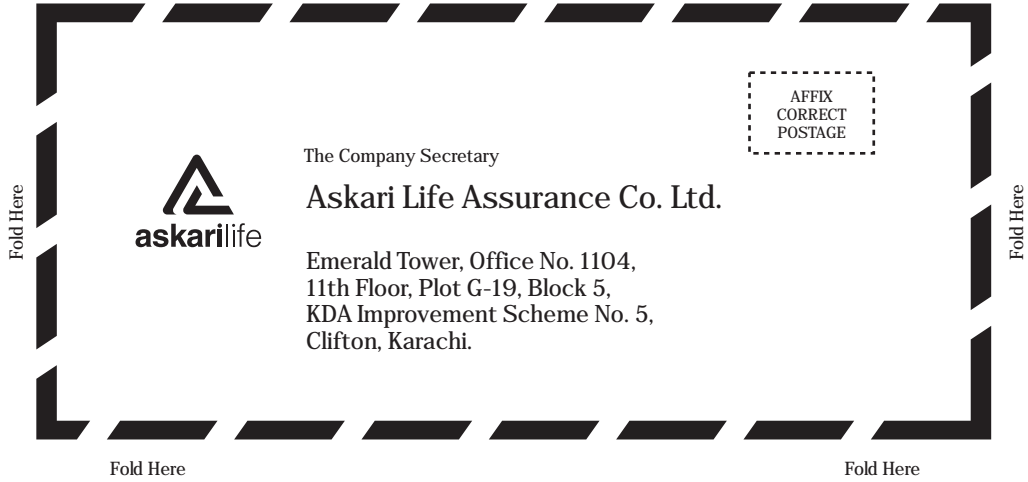 AFFIX
CORRECT
POSTAGE
The Company Secretary
Askari Life Assurance Co. Ltd.
askarilife
Emerald Tower, Office No. 1104,
11th Floor, Plot G-19, Block 5,
KDA Improvement Scheme No. 5,
Clifton, Karachi.
Fold Here
Fold Here
Fold Here
Fold Here